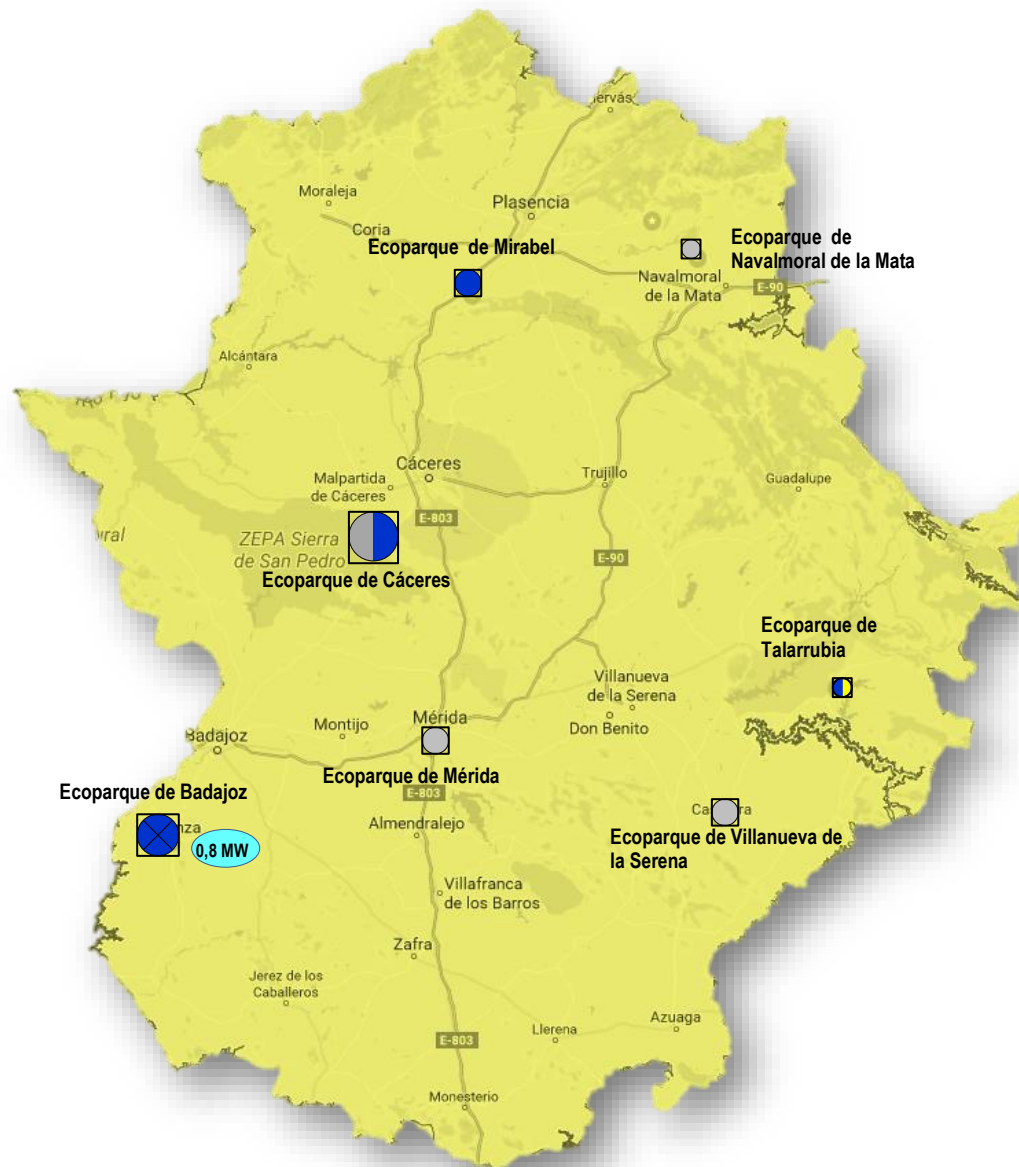 Moraleja
Plasencia
Coria
Ecoparque de Mirabel
Ecoparque de
Navalmoral de la Mata
Navalmoral
de la Mata
E-90
Alcántara
Cáceres
Malpartida
de Cáceres
Trujillo
Guadalupe
E-803
ZEPA Sierra
de San Pedro
E-90
Ecoparque de Cáceres
Ecoparque de
Talarrubia
Villanueva
de la Serena
Don Benito
Montijo
Mérida
Badajoz
Ecoparque de Mérida
E-803
Ecoparque de Badajoz
0,8 MW
Almendralejo
Ecoparque de Villanueva de
la Serena
Villafranca
de los Barros
Zafra
Jerez de los
Caballeros
Llerena
Azuaga
E-803
Monesterio